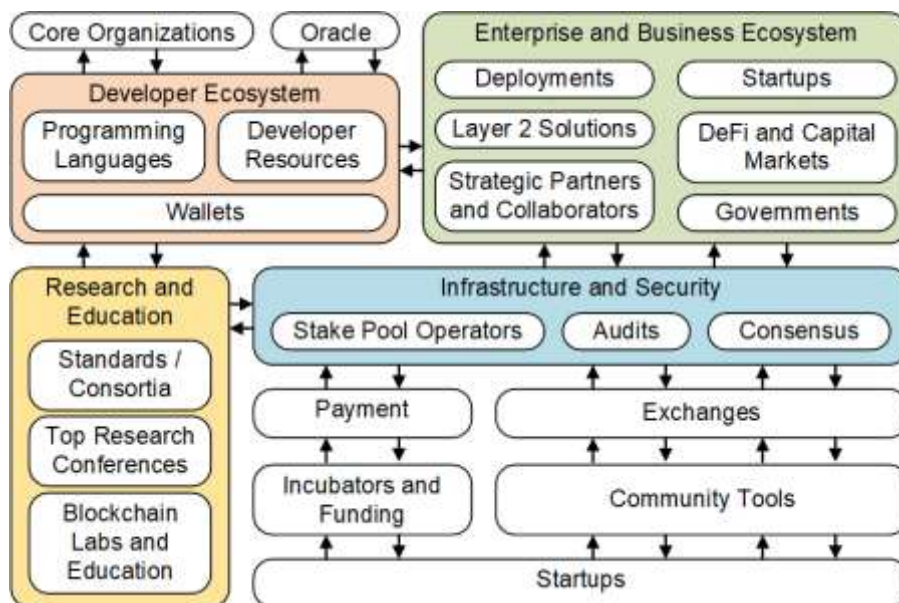 Core Organizations
Oracle
Developer Ecosystem
Programming
Languages
Developer
Resources
Wallets
Enterprise and Business Ecosystem
Deployments
Startups
Layer 2 Solutions
DeFi and Capital
Markets
Strategic Partners
and Collaborators
Governments
Research and
Education
Standards /
Consortia
Top Research
Conferences
Blockchain
Labs and
Education
Infrastructure and Security
Stake Pool Operators
Audits
Consensus
Payment
Exchanges
Incubators and
Funding
Community Tools
Startups